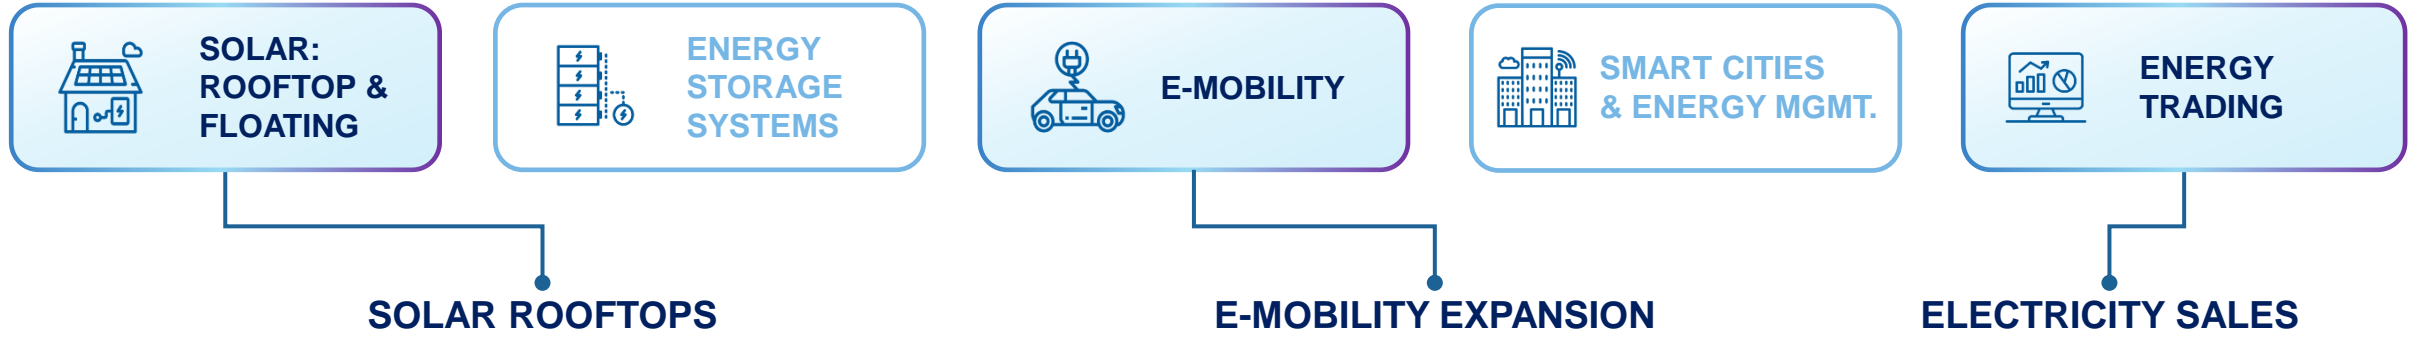 SOLAR:
ROOFTOP &
FLOATING
ENERGY
STORAGE
SYSTEMS
E-MOBILITY
SMART CITIES
& ENERGY MGMT.
ENERGY
TRADING
SOLAR ROOFTOPS
E-MOBILITY EXPANSION
ELECTRICITY SALES